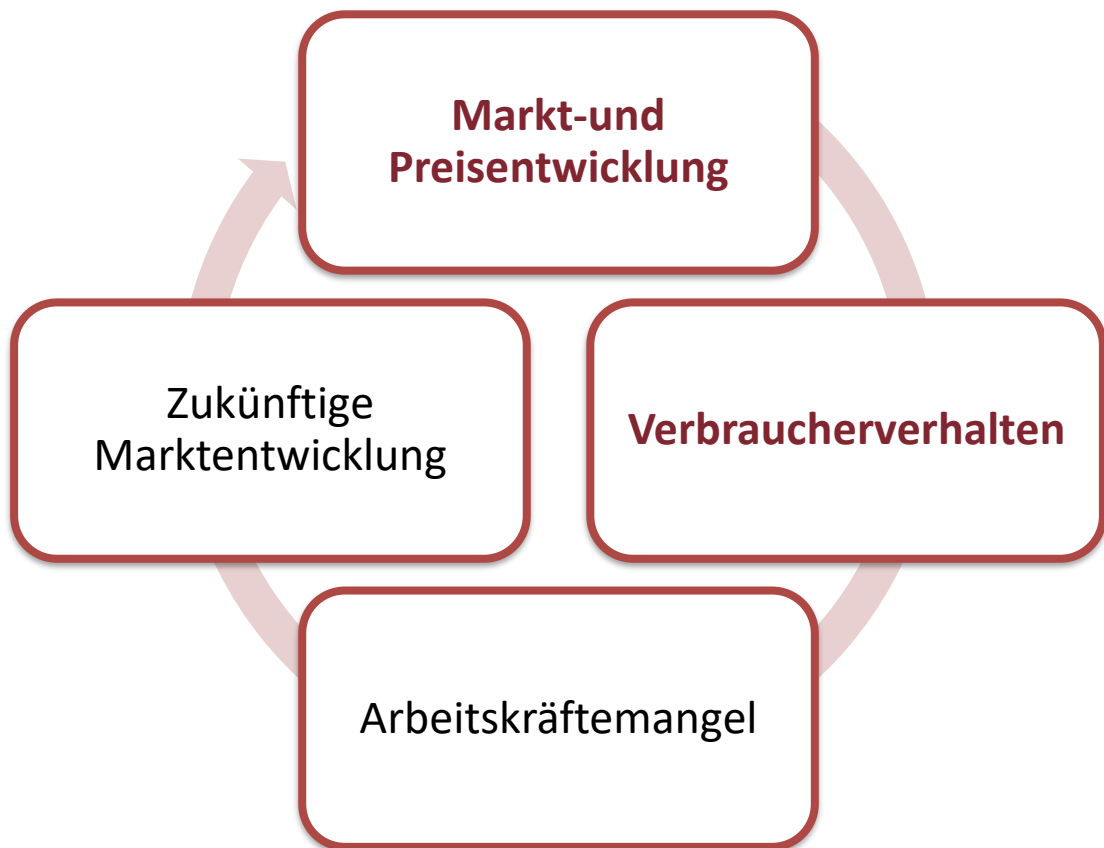 Markt-und
Preisentwicklung
Zukünftige
Marktentwicklung
Verbraucherverhalten
Arbeitskräftemangel